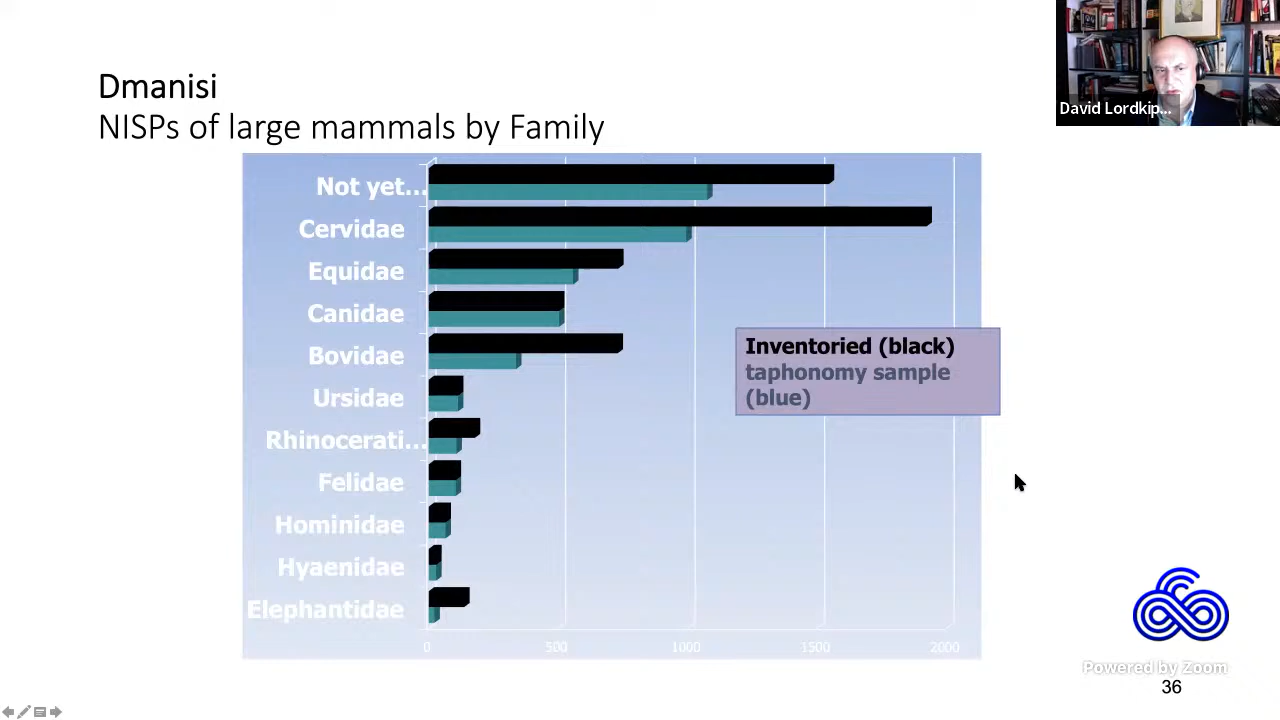 Dmanisi
NISPs of large mammals by Family
David Lordkip...
Not yet...
Cervidae
Equidae
Canidae
Bovidae
Ursidae
Rhinocerati...
Felidae
Hominidae
Hyaenidae
Elephantidae
0 500 1000 1500 2000
Inventoried (black)
taphonomy sample
(blue)
Powered by Zoom
36